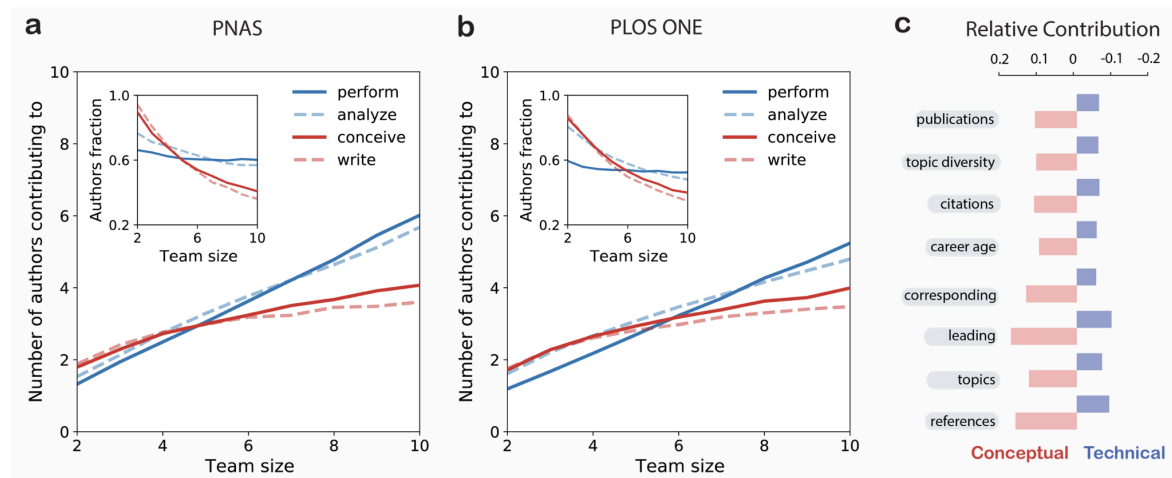 a
PNAS
Number of authors contributing to
10
8
6
4
2
0
2
4
6
8
10
Team size
perform
analyze
conceive
write
Authors fraction
1.0
0.6
0.2
2
6
10
Team size
b
PLOS ONE
Number of authors contributing to
10
8
6
4
2
0
2
4
6
8
10
Team size
perform
analyze
conceive
write
Authors fraction
1.0
0.6
0.2
2
6
10
Team size
c
Relative Contribution
0.2 0.1 0 -0.1 -0.2
publications
topic diversity
citations
career age
corresponding
leading
topics
references
Conceptual Technical